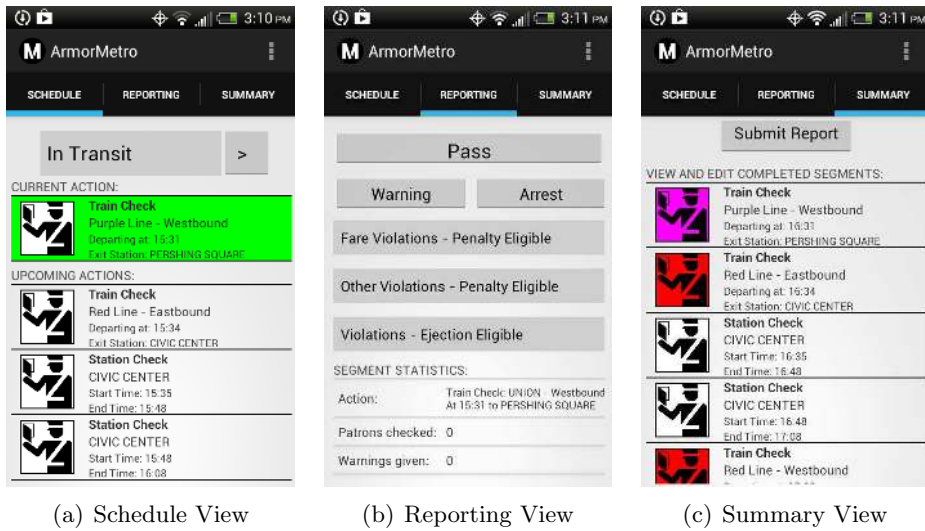 3:10 PM
M ArmorMetro
SCHEDULE REPORTING SUMMARY
In Transit >
CURRENT ACTION:
Train Check
Purple Line - Westbound
Departing at: 15:31
Exit Station: PERSHING SQUARE
UPCOMING ACTIONS:
Train Check
Red Line - Eastbound
Departing at: 15:34
Exit Station: CIVIC CENTER
Station Check
CIVIC CENTER
Start Time: 15:35
End Time: 15:48
Station Check
CIVIC CENTER
Start Time: 15:48
End Time: 16:08
(a) Schedule View
3:11 PM
M ArmorMetro
SCHEDULE REPORTING SUMMARY
Pass
Warning Arrest
Fare Violations - Penalty Eligible
Other Violations - Penalty Eligible
Violations - Ejection Eligible
SEGMENT STATISTICS:
Action: Train Check: UNION - Westbound
At 15:31 to PERSHING SQUARE
Patrons checked: 0
Warnings given: 0
(b) Reporting View
3:11 PM
M ArmorMetro
SCHEDULE REPORTING SUMMARY
Submit Report
VIEW AND EDIT COMPLETED SEGMENTS:
Train Check
Purple Line - Westbound
Departing at: 16:31
Exit Station: PERSHING SQUARE
Train Check
Red Line - Eastbound
Departing at: 16:34
Exit Station: CIVIC CENTER
Station Check
CIVIC CENTER
Start Time: 16:35
End Time: 16:48
Station Check
CIVIC CENTER
Start Time: 16:48
End Time: 17:08
Train Check
Red Line - Westbound
(c) Summary View